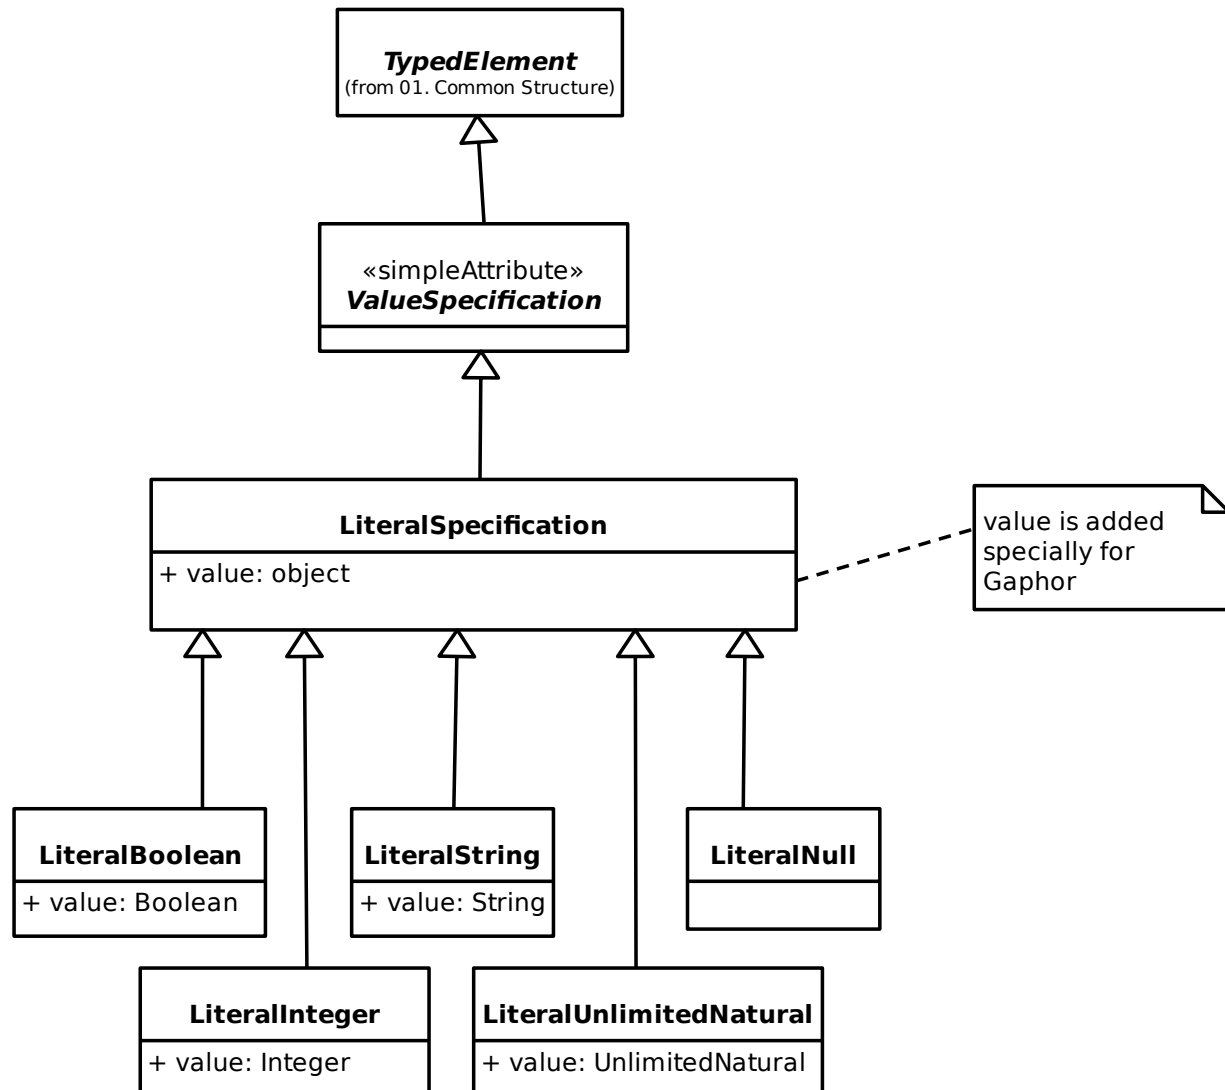 TypedElement
(from 01. Common Structure)
«simpleAttribute»
ValueSpecification
LiteralSpecification
+ value: object
value is added
specially for
Gaphor
LiteralBoolean
+ value: Boolean
LiteralString
+ value: String
LiteralNull
LiteralInteger
+ value: Integer
LiteralUnlimitedNatural
+ value: UnlimitedNatural